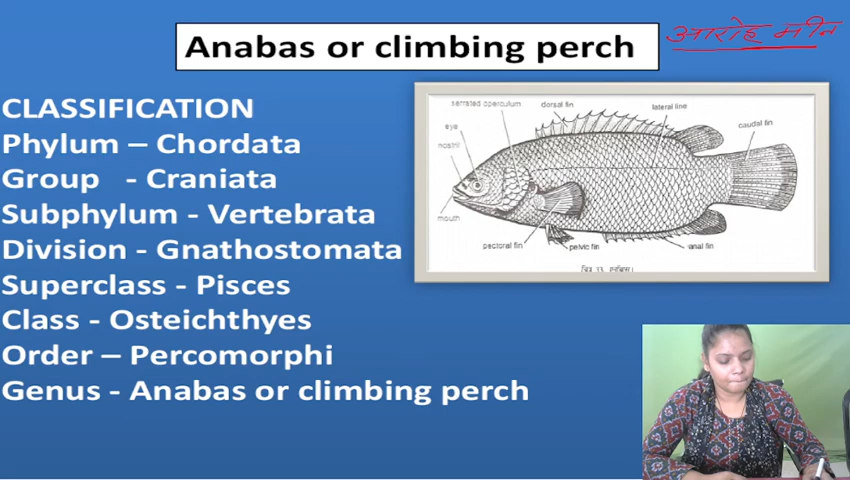 Anabas or climbing perch
आरोह मीन
CLASSIFICATION
Phylum – Chordata
Group - Craniata
Subphylum - Vertebrata
Division - Gnathostomata
Superclass - Pisces
Class - Osteichthyes
Order – Percomorphi
Genus - Anabas or climbing perch
serrated operculum
dorsal fin
lateral line
caudal fin
eye
nostril
mouth
pectoral fin
pelvic fin
anal fin